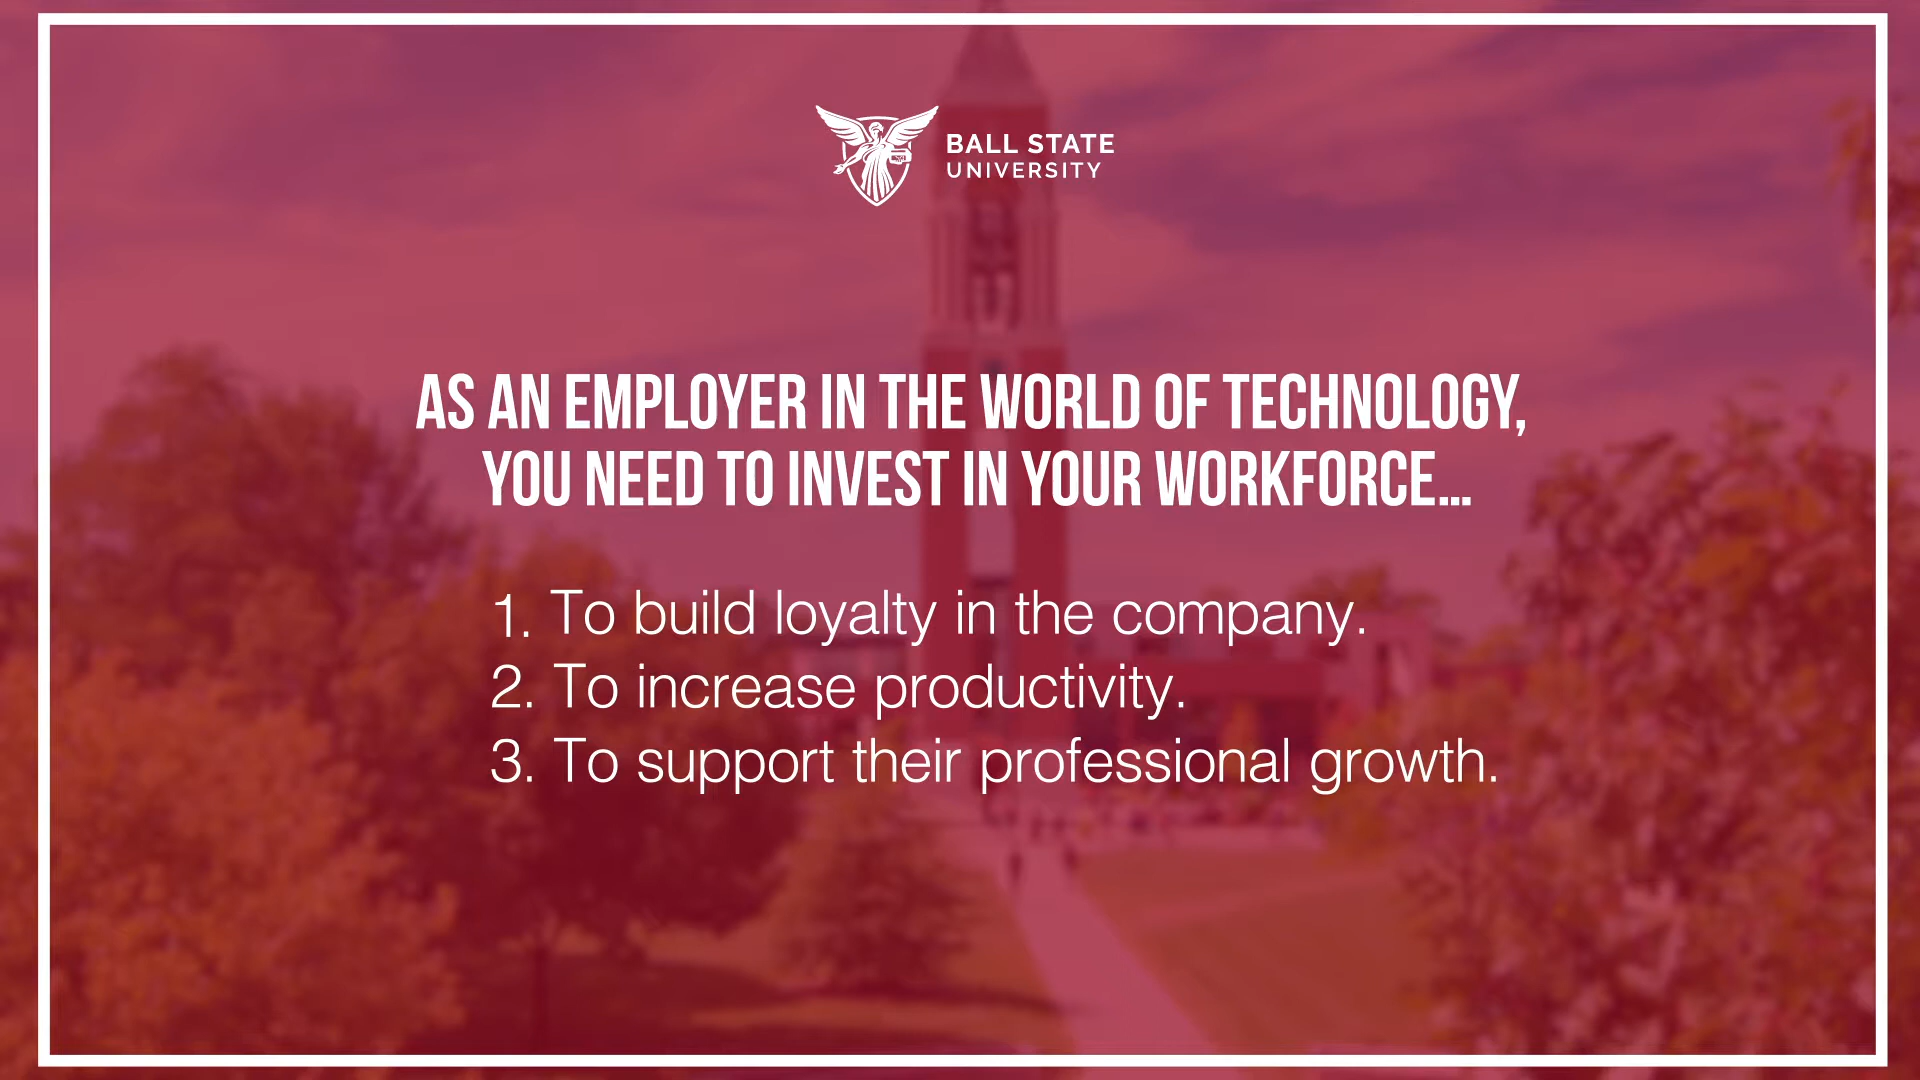 BALL STATE
UNIVERSITY
AS AN EMPLOYER IN THE WORLD OF TECHNOLOGY,
YOU NEED TO INVEST IN YOUR WORKFORCE...
1. To build loyalty in the company.
2. To increase productivity.
3. To support their professional growth.